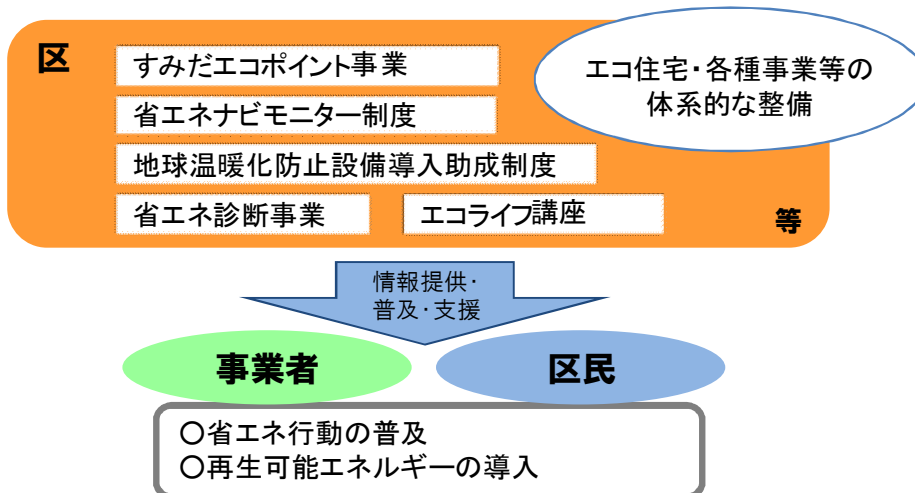 区
すみだエコポイント事業
エコ住宅・各種事業等の
体系的な整備
省エネナビモニター制度
地球温暖化防止設備導入助成制度
省エネ診断事業
エコライフ講座
等
情報提供・
普及・支援
事業者
区民
○省エネ行動の普及
○再生可能エネルギーの導入